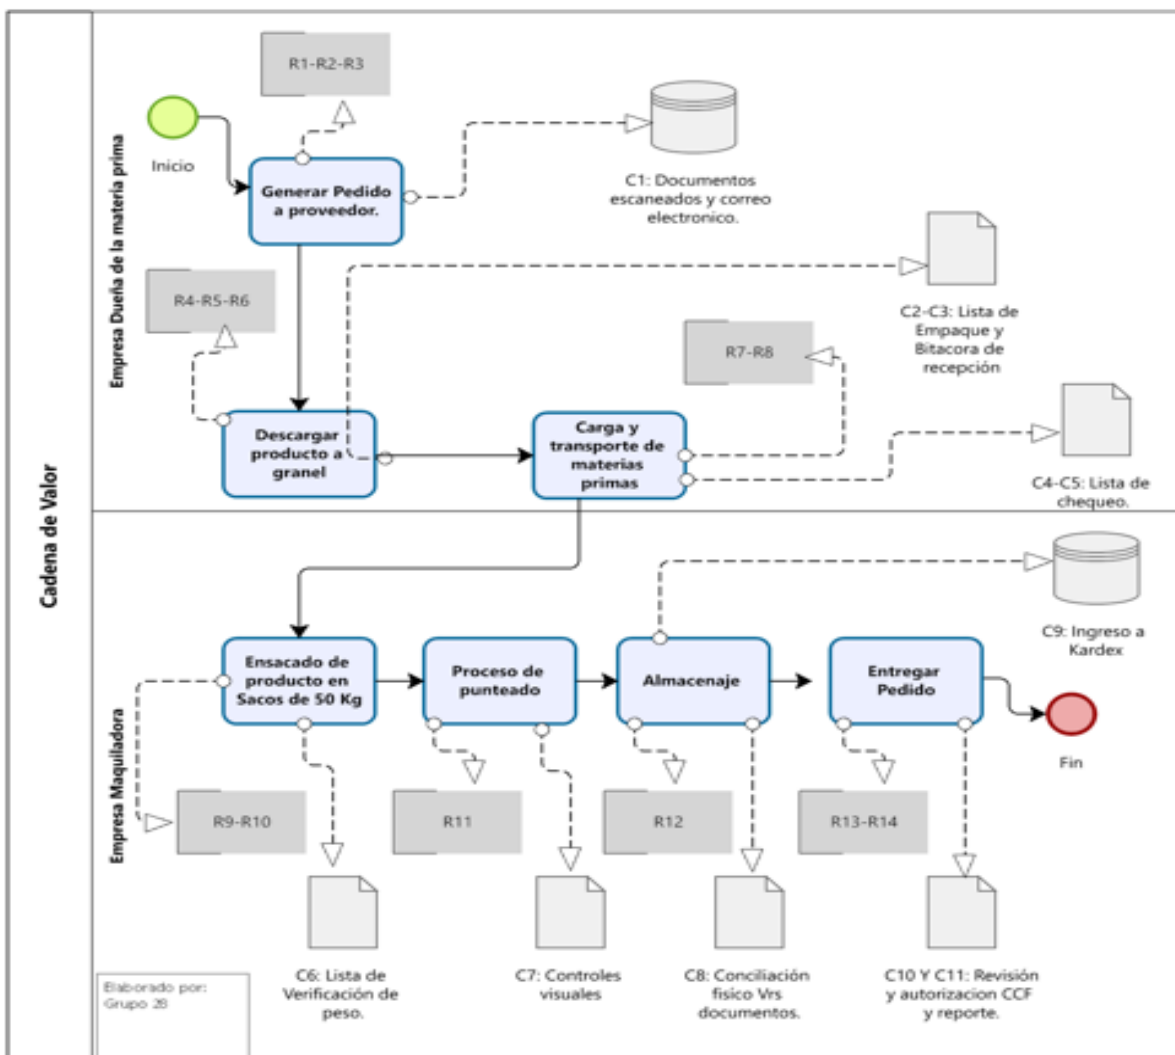 Cadena de Valor
Empresa Dueña de la materia prima
Inicio
R1-R2-R3
Generar Pedido
a proveedor.
C1: Documentos
escaneados y correo
electronico.
R4-R5-R6
C2-C3: Lista de
Empaque y
Bitacora de
recepción
R7-R8
Descargar
producto a
granel
Carga y
transporte de
materias
primas
C4-C5: Lista de
chequeo.
Empresa Maquiladora
C9: Ingreso a
Kardex
Ensacado de
producto en
Sacos de 50 Kg
Proceso de
punteado
Almacenaje
Entregar
Pedido
Fin
R9-R10
R11
R12
R13-R14
C6: Lista de
Verificación de
peso.
C7: Controles
visuales
C8: Conciliación
fisico Vrs
documentos.
C10 Y C11: Revisión
y autorizacion CCF
y reporte.
Elaborado por:
Grupo 28